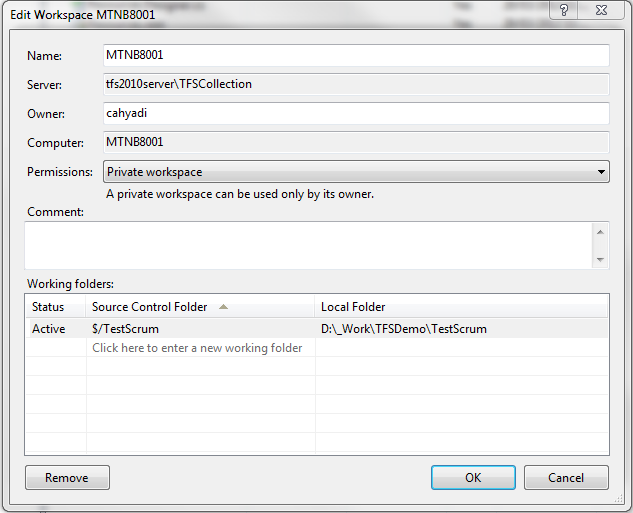 Edit Workspace MTNB8001
Name: MTNB8001
Server: tfs2010server\TFSCollection
Owner: cahyadi
Computer: MTNB8001
Permissions: Private workspace
A private workspace can be used only by its owner.
Comment:
Working folders:
Status Source Control Folder Local Folder
Active $/TestScrum D:\_Work\TFSDemo\TestScrum
Click here to enter a new working folder
Remove OK Cancel